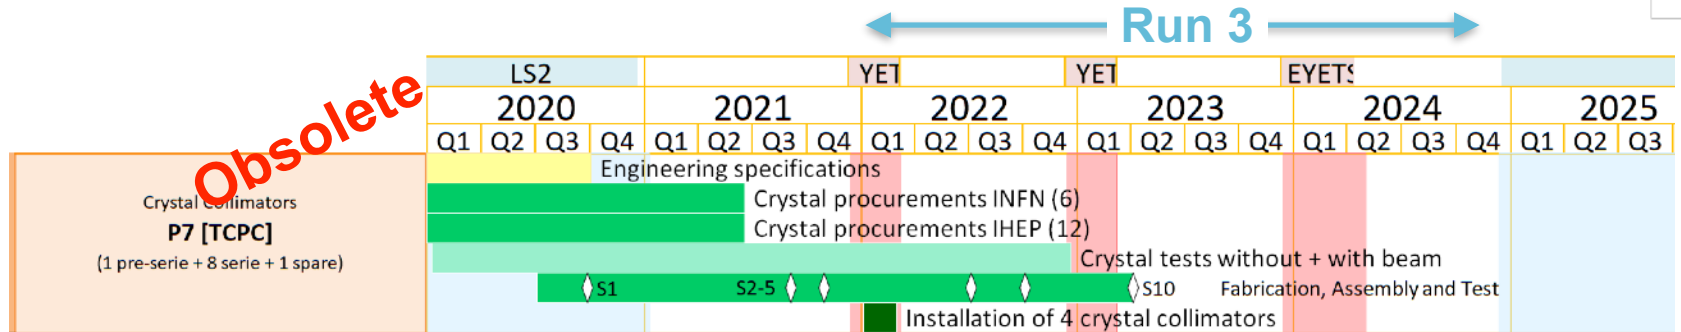 Run 3
Obsolete
LS2 YET YET EYETS
2020 2021 2022 2023 2024 2025
Q1 Q2 Q3 Q4 Q1 Q2 Q3 Q4 Q1 Q2 Q3 Q4 Q1 Q2 Q3 Q4 Q1 Q2 Q3 Q4 Q1 Q2 Q3
Engineering specifications
Crystal Collimators
P7 [TCPC]
(1 pre-serie + 8 serie + 1 spare)
Crystal procurements INFN (6)
Crystal procurements IHEP (12)
Crystal tests without + with beam
S1 S2-5 S10 Fabrication, Assembly and Test
Installation of 4 crystal collimators